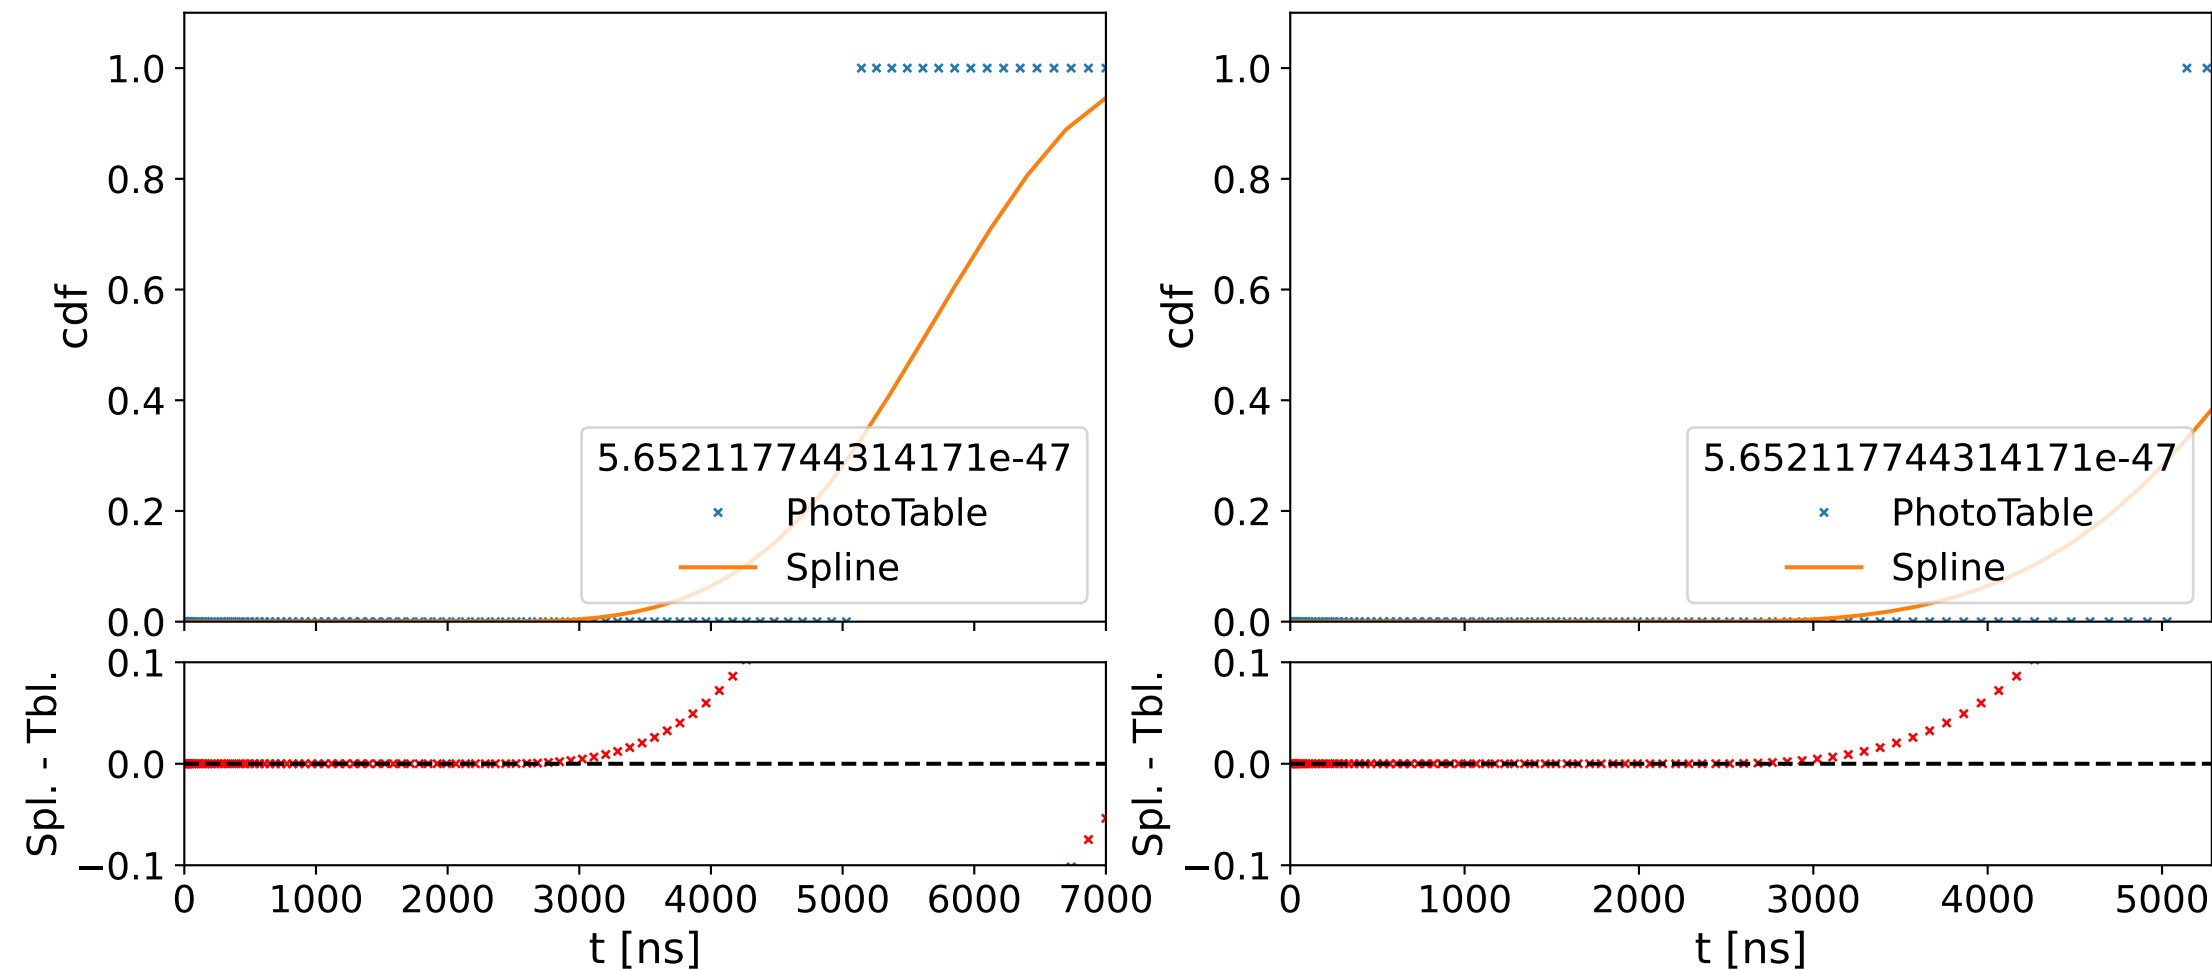 1.0
0.8
0.6
0.4
0.2
0.0
cdf
5.652117744314171e-47
PhotoTable
Spline
0.1
0.0
−0.1
Spl. - Tbl.
0 1000 2000 3000 4000 5000 6000 7000
t [ns]
1.0
0.8
0.6
0.4
0.2
0.0
cdf
5.652117744314171e-47
PhotoTable
Spline
0.1
0.0
−0.1
Spl. - Tbl.
0 1000 2000 3000 4000 5000
t [ns]